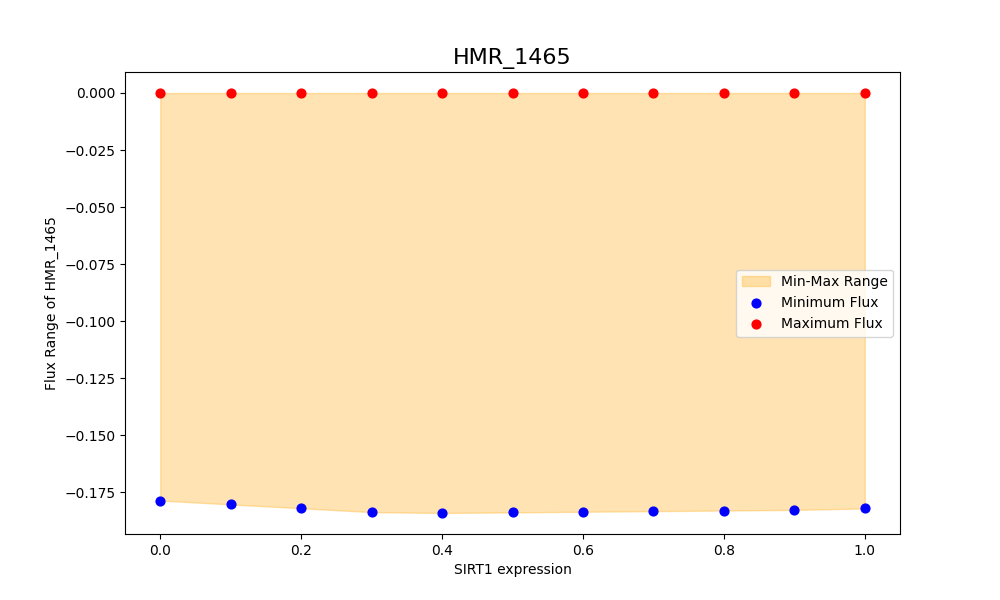 HMR_1465
0.000
−0.025
−0.050
−0.075
−0.100
−0.125
−0.150
−0.175
Flux Range of HMR_1465
Min-Max Range
Minimum Flux
Maximum Flux
0.0
0.2
0.4
0.6
0.8
1.0
SIRT1 expression